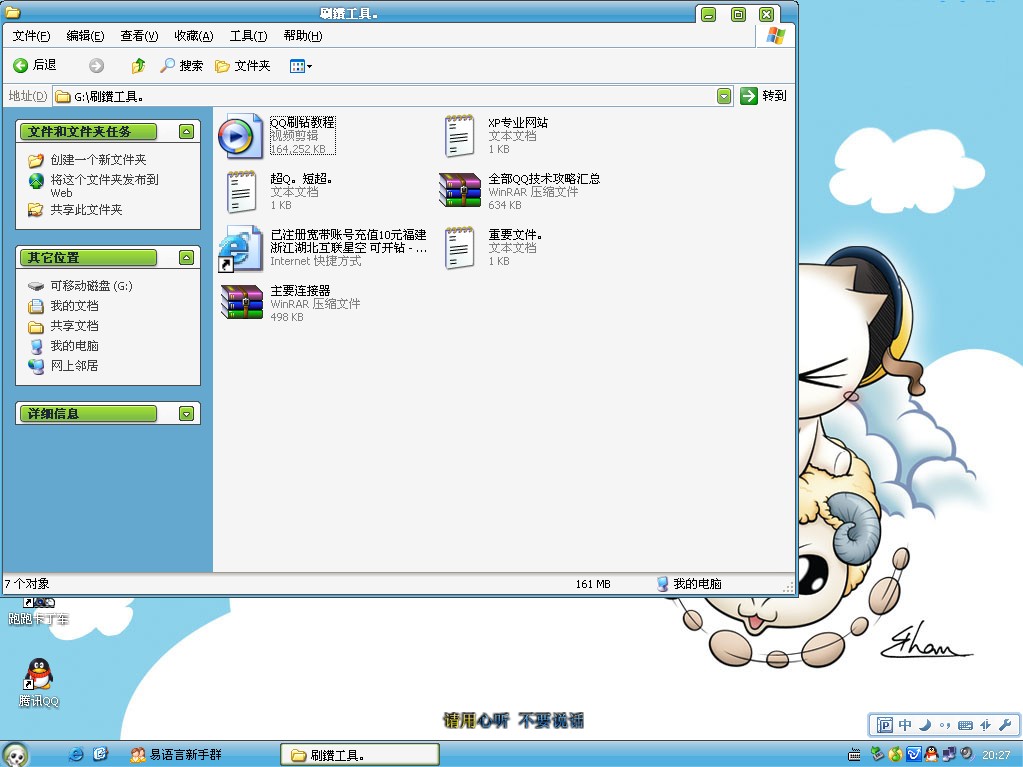 刷鑽工具。
文件(F) 编辑(E) 查看(V) 收藏(A) 工具(T) 帮助(H)
后退 搜索 文件夹
地址(D) G:\刷鑽工具。 转到
文件和文件夹任务
创建一个新文件夹
将这个文件夹发布到
Web
共享此文件夹
其它位置
可移动磁盘 (G:)
我的文档
共享文档
我的电脑
网上邻居
详细信息
QQ刷钻教程
视频剪辑
164,252 KB
XP专业网站
文本文档
1 KB
超Q。短超。
文本文档
1 KB
全部QQ技术攻略汇总
WinRAR 压缩文件
634 KB
已注册宽带账号充值10元福建
浙江湖北互联星空 可开钻 - ...
Internet 快捷方式
重要文件。
文本文档
1 KB
主要连接器
WinRAR 压缩文件
498 KB
7 个对象 161 MB 我的电脑
跑跑卡丁车
腾讯QQ
请用心听 不要说话
中
易语言新手群 刷鑽工具。 20:27